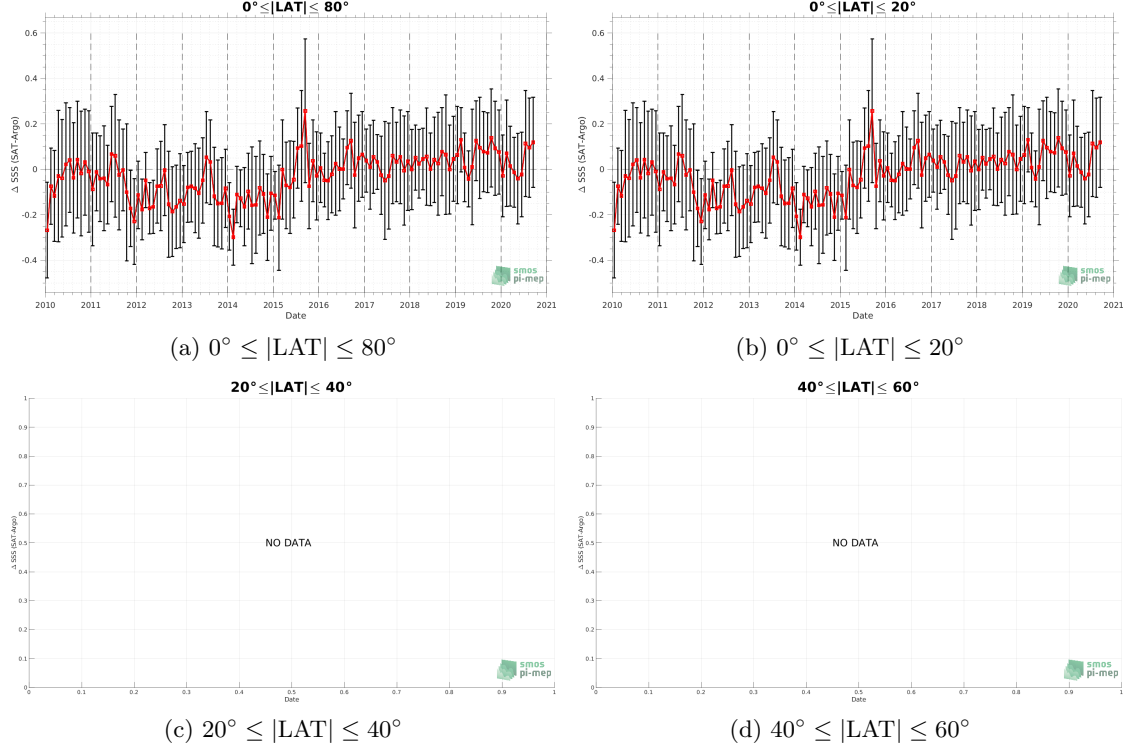 0°≤|LAT|≤ 80°
Δ SSS (SAT-Argo)
0.6
0.4
0.2
0
-0.2
-0.4
2010 2011 2012 2013 2014 2015 2016 2017 2018 2019 2020 2021
Date
smos
pi-mep
(a) 0° ≤ |LAT| ≤ 80°
0°≤|LAT|≤ 20°
Δ SSS (SAT-Argo)
0.6
0.4
0.2
0
-0.2
-0.4
2010 2011 2012 2013 2014 2015 2016 2017 2018 2019 2020 2021
Date
smos
pi-mep
(b) 0° ≤ |LAT| ≤ 20°
20°≤|LAT|≤ 40°
Δ SSS (SAT-Argo)
1
0.9
0.8
0.7
0.6
0.5
0.4
0.3
0.2
0.1
0
NO DATA
0 0.1 0.2 0.3 0.4 0.5 0.6 0.7 0.8 0.9 1
Date
smos
pi-mep
(c) 20° ≤ |LAT| ≤ 40°
40°≤|LAT|≤ 60°
Δ SSS (SAT-Argo)
1
0.9
0.8
0.7
0.6
0.5
0.4
0.3
0.2
0.1
0
NO DATA
0 0.1 0.2 0.3 0.4 0.5 0.6 0.7 0.8 0.9 1
Date
smos
pi-mep
(d) 40° ≤ |LAT| ≤ 60°